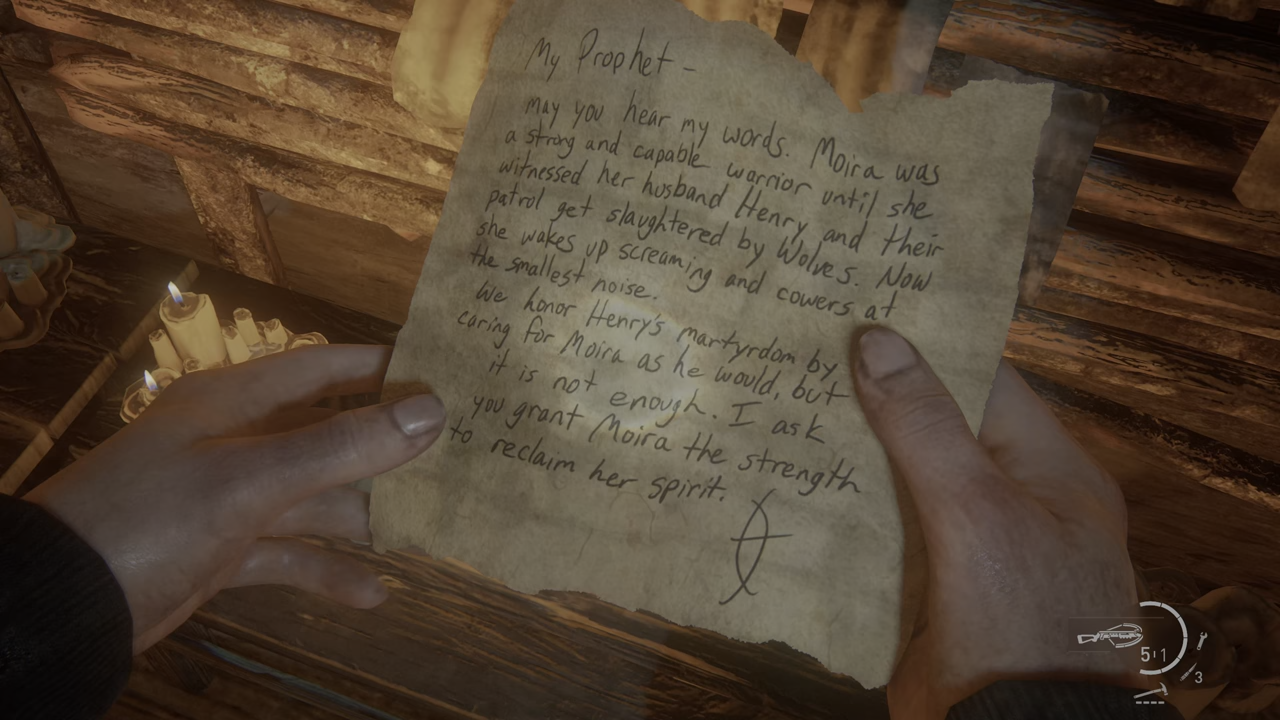 My Prophet -
may you hear my words. Moira was
a strong and capable warrior until she
witnessed her husband Henry and their
patrol get slaughtered by Wolves. Now
she wakes up screaming and cowers at
the smallest noise.
We honor Henry's martyrdom by
caring for Moira as he would, but
it is not enough. I ask
you grant Moira the strength
to reclaim her spirit.
5 1
3